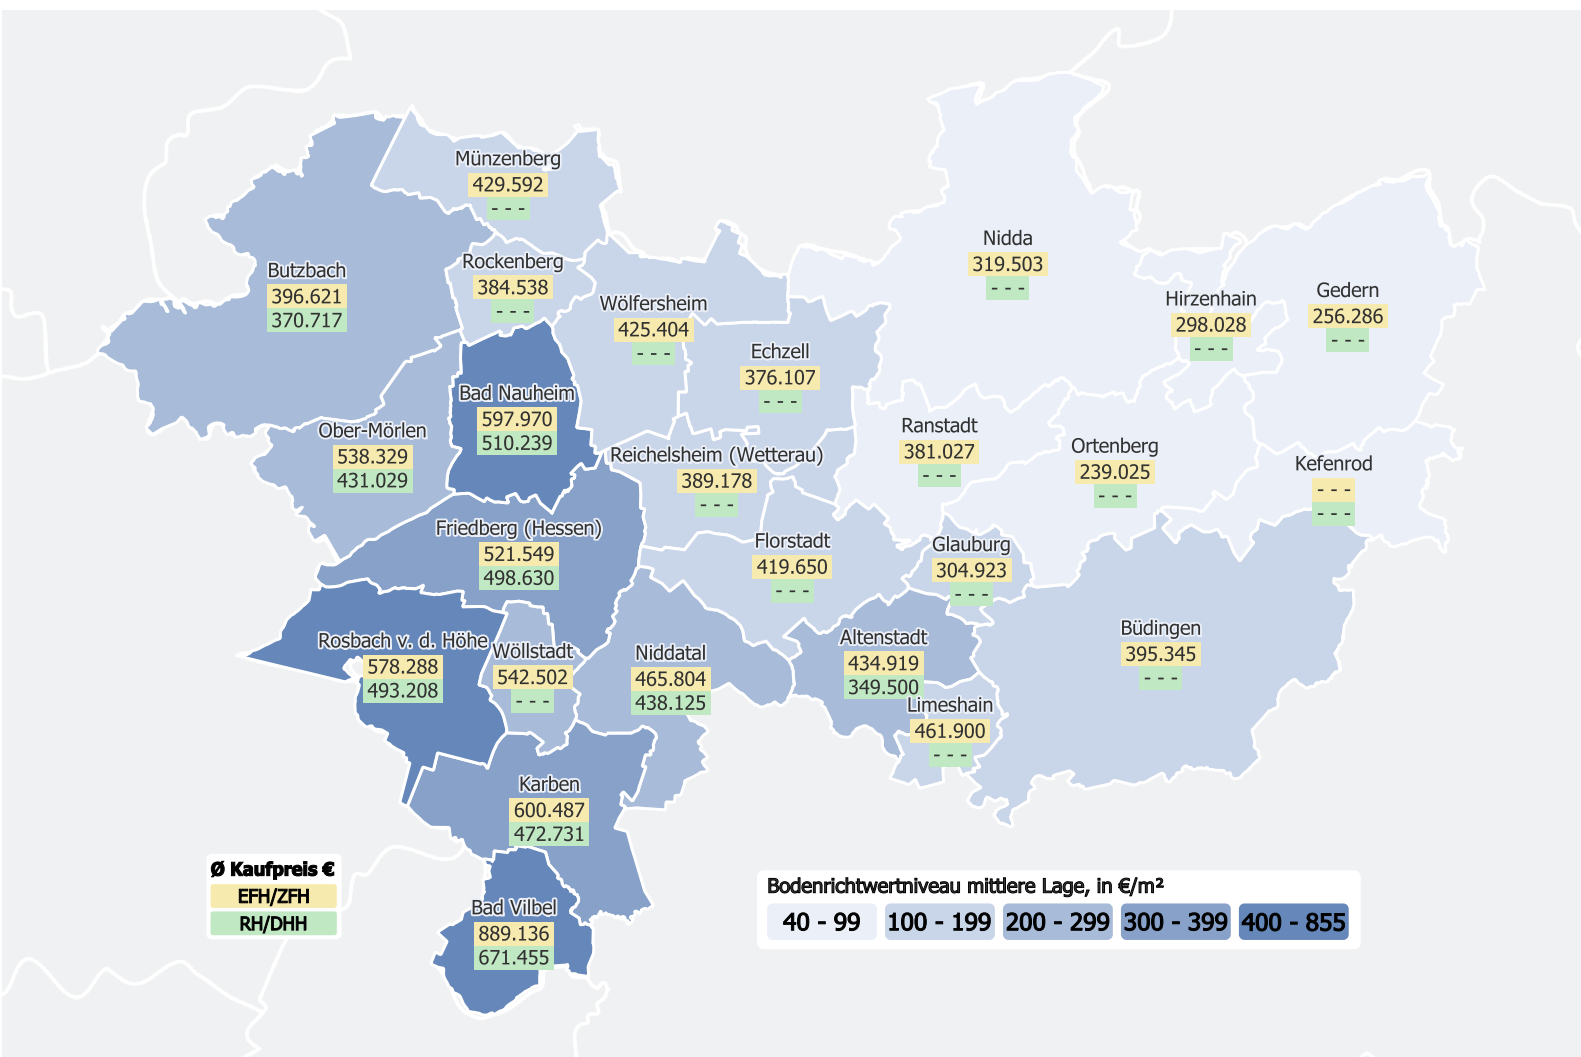 Münzenberg
429.592
- - -
Nidda
319.503
- - -
Rockenberg
384.538
- - -
Butzbach
396.621
370.717
Wölfersheim
425.404
- - -
Hirzenhain
298.028
- - -
Gedern
256.286
- - -
Echzell
376.107
- - -
Bad Nauheim
597.970
510.239
Ober-Mörlen
538.329
431.029
Ranstadt
381.027
- - -
Ortenberg
239.025
- - -
Reichelsheim (Wetterau)
389.178
- - -
Kefenrod
- - -
- - -
Friedberg (Hessen)
521.549
498.630
Florstadt
419.650
- - -
Glauburg
304.923
- - -
Büdingen
395.345
- - -
Rosbach v. d. Höhe
578.288
493.208
Wöllstadt
542.502
- - -
Niddatal
465.804
438.125
Altenstadt
434.919
349.500
Limeshain
461.900
- - -
Karben
600.487
472.731
Bad Vilbel
889.136
671.455
Ø Kaufpreis €
EFH/ZFH
RH/DHH
Bodenrichtwertniveau mittlere Lage, in €/m²
40 - 99 100 - 199 200 - 299 300 - 399 400 - 855